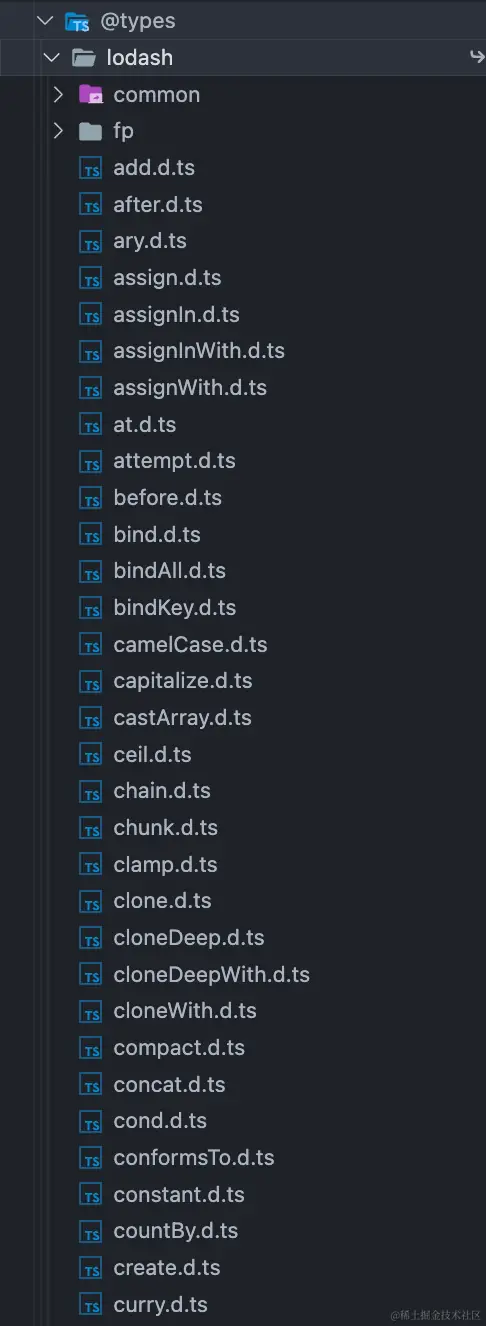 @types
lodash
common
fp
add.d.ts
after.d.ts
ary.d.ts
assign.d.ts
assignIn.d.ts
assignInWith.d.ts
assignWith.d.ts
at.d.ts
attempt.d.ts
before.d.ts
bind.d.ts
bindAll.d.ts
bindKey.d.ts
camelCase.d.ts
capitalize.d.ts
castArray.d.ts
ceil.d.ts
chain.d.ts
chunk.d.ts
clamp.d.ts
clone.d.ts
cloneDeep.d.ts
cloneDeepWith.d.ts
cloneWith.d.ts
compact.d.ts
concat.d.ts
cond.d.ts
conformsTo.d.ts
constant.d.ts
countBy.d.ts
create.d.ts
curry.d.ts
@稀土掘金技术社区